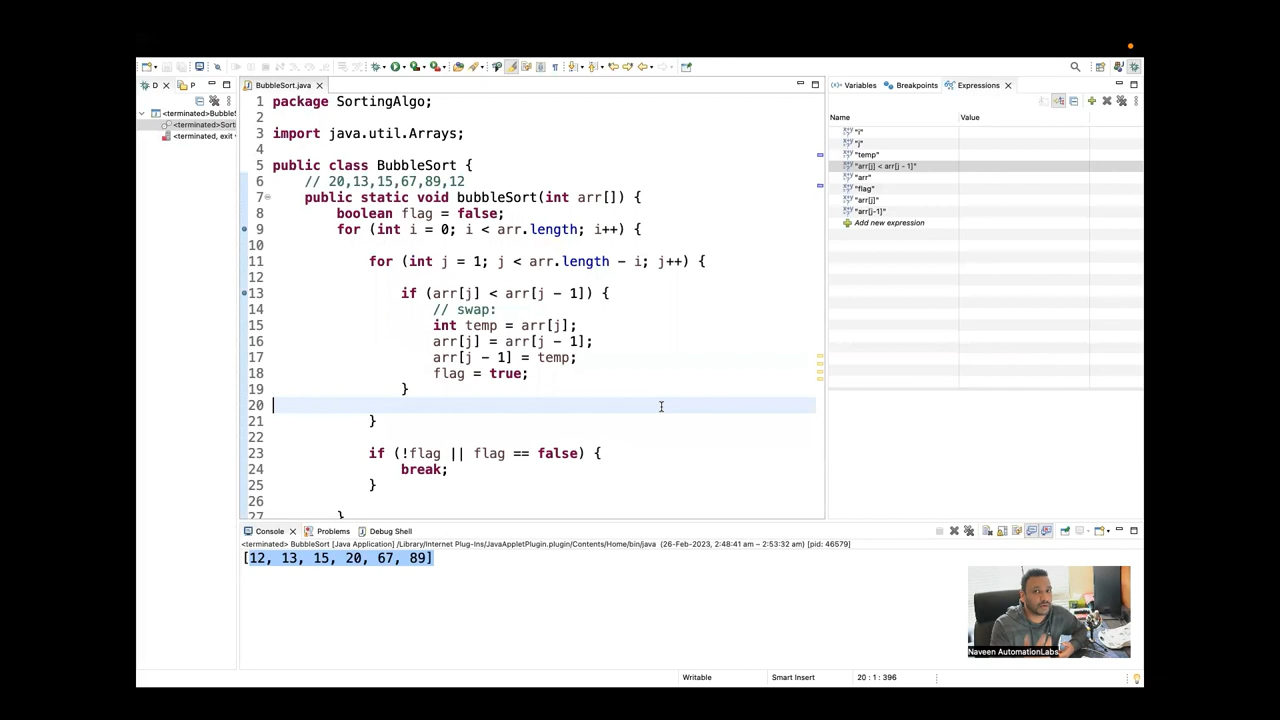 D
P
<terminated>BubbleS
<terminated>Sort
<terminated, exit v
BubbleSort.java
1 package SortingAlgo;
2
3 import java.util.Arrays;
4
5 public class BubbleSort {
6 // 20,13,15,67,89,12
7 public static void bubbleSort(int arr[]) {
8 boolean flag = false;
9 for (int i = 0; i < arr.length; i++) {
10
11 for (int j = 1; j < arr.length - i; j++) {
12
13 if (arr[j] < arr[j - 1]) {
14 // swap:
15 int temp = arr[j];
16 arr[j] = arr[j - 1];
17 arr[j - 1] = temp;
18 flag = true;
19 }
20
21 }
22
23 if (!flag || flag == false) {
24 break;
25 }
26
27 }
Variables Breakpoints Expressions
Name Value
"i"
"j"
"temp"
"arr[j] < arr[j - 1]"
"arr"
"flag"
"arr[j]"
"arr[j-1]"
Add new expression
Console Problems Debug Shell
<terminated> BubbleSort [Java Application] /Library/Internet Plug-Ins/JavaAppletPlugin.plugin/Contents/Home/bin/java (26-Feb-2023, 2:48:41 am – 2:53:32 am) [pid: 46579]
[12, 13, 15, 20, 67, 89]
Naveen AutomationLabs
Writable Smart Insert 20 : 1 : 396